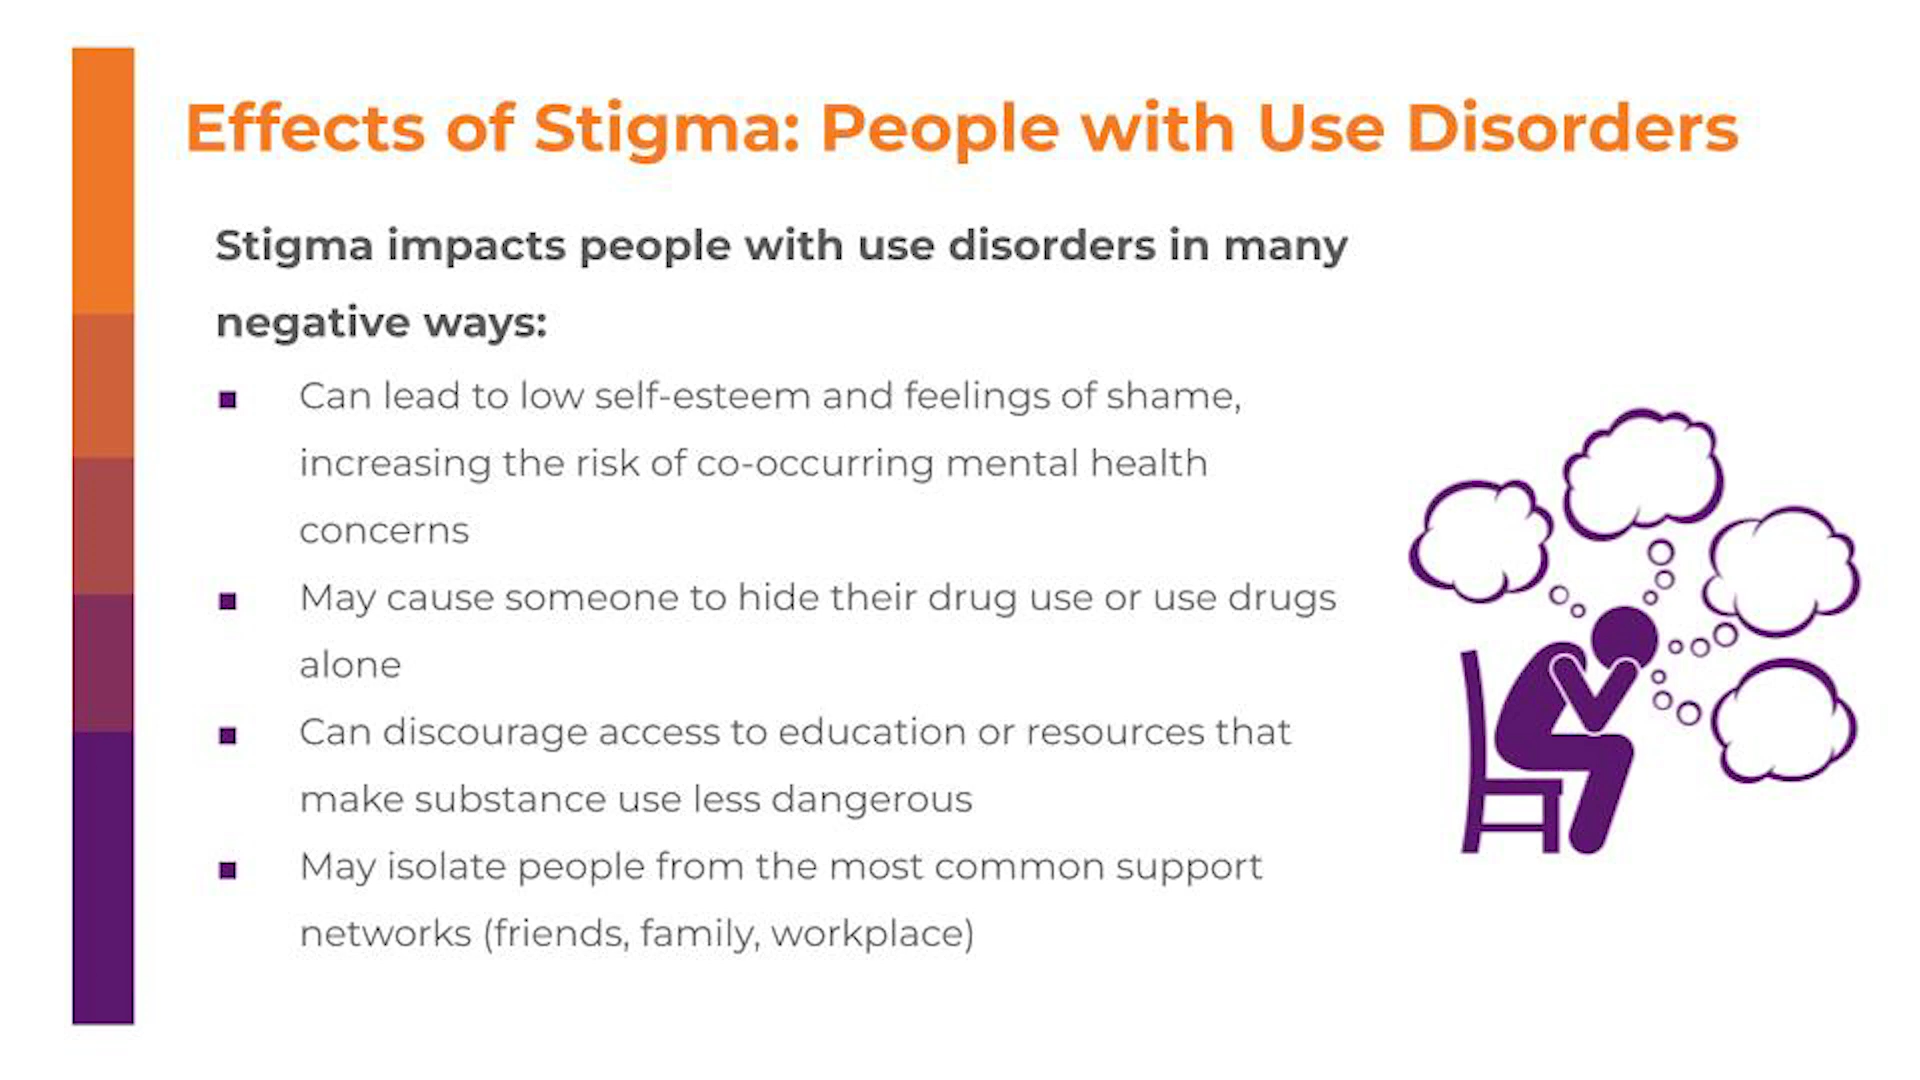 Effects of Stigma: People with Use Disorders
Stigma impacts people with use disorders in many
negative ways:
▪ Can lead to low self-esteem and feelings of shame,
increasing the risk of co-occurring mental health
concerns
▪ May cause someone to hide their drug use or use drugs
alone
▪ Can discourage access to education or resources that
make substance use less dangerous
▪ May isolate people from the most common support
networks (friends, family, workplace)